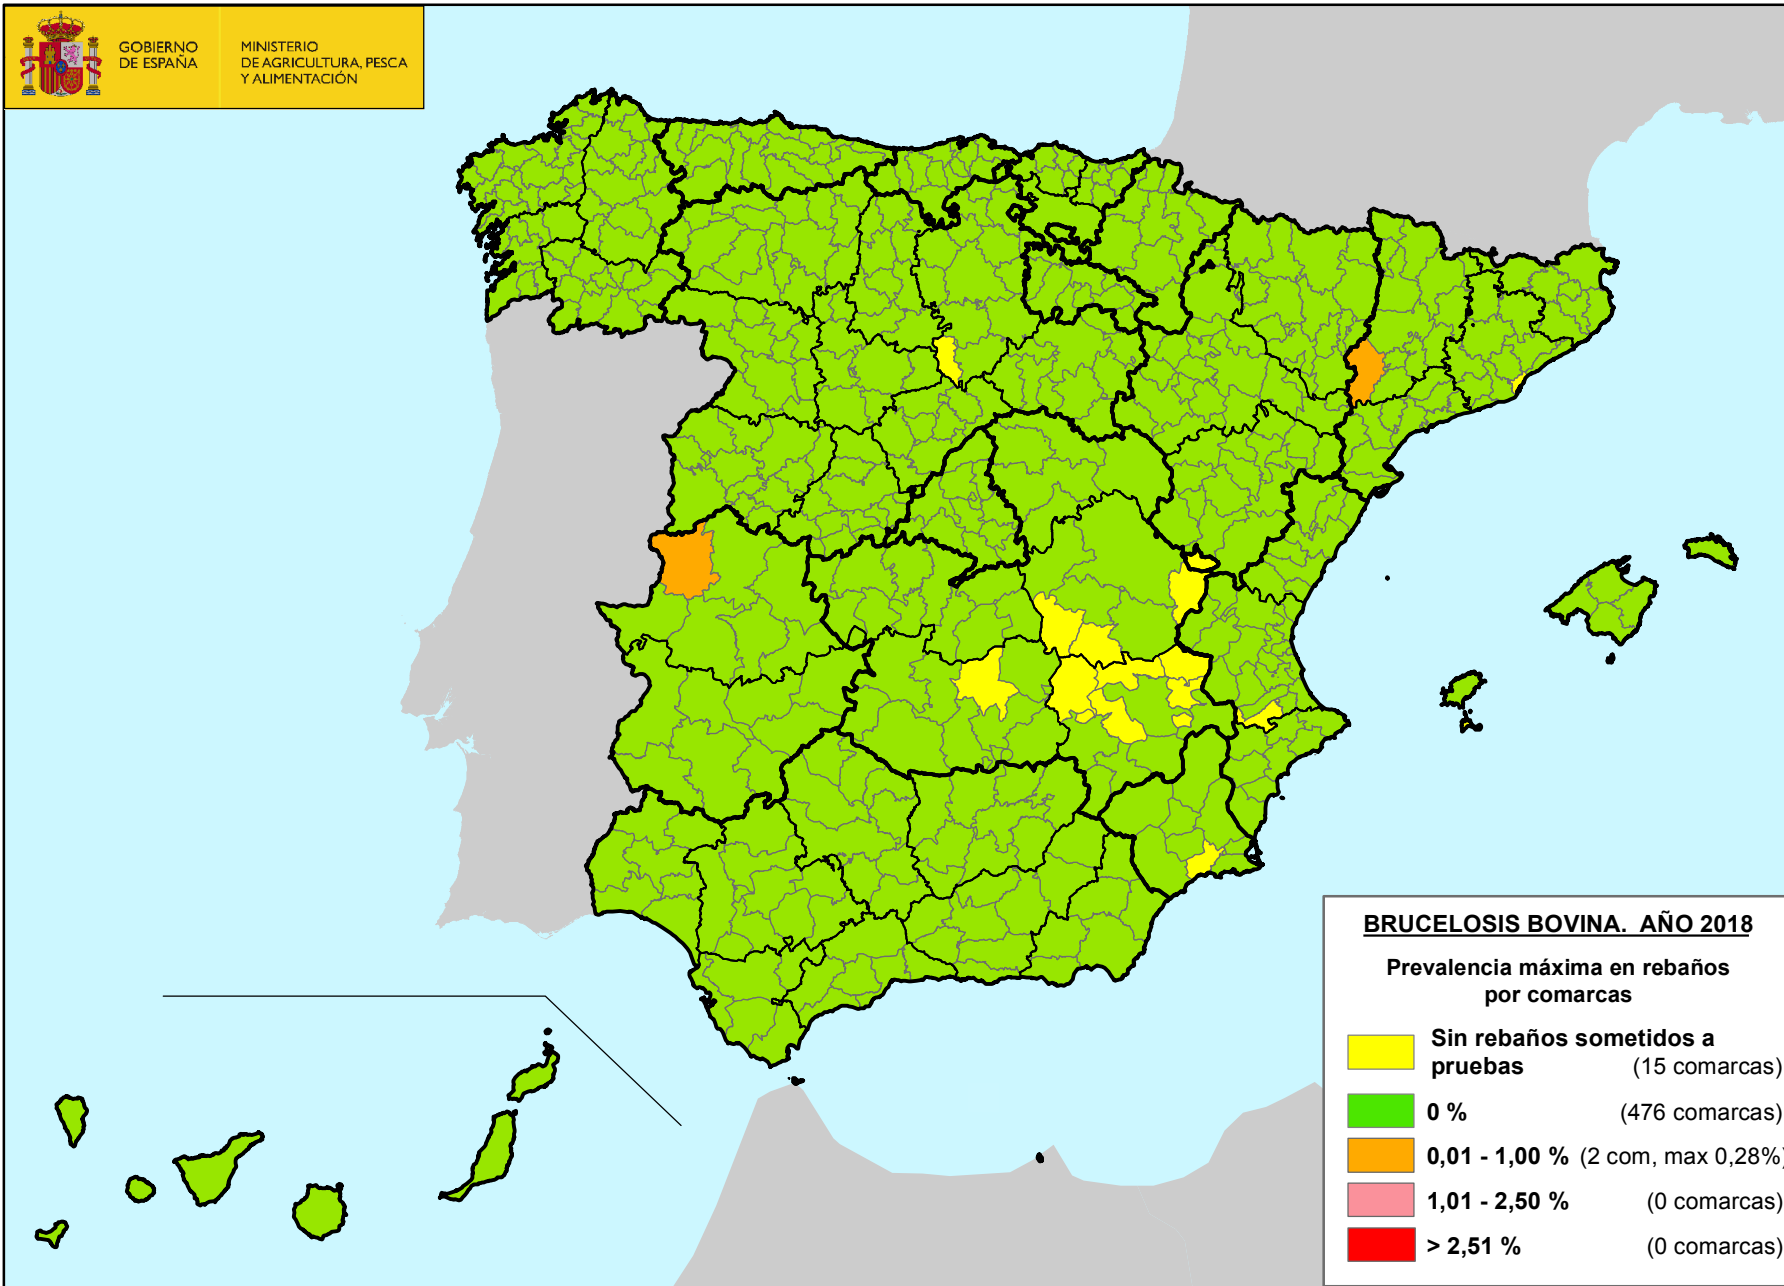 GOBIERNO
DE ESPAÑA
MINISTERIO
DE AGRICULTURA, PESCA
Y ALIMENTACIÓN
BRUCELOSIS BOVINA. AÑO 2018
Prevalencia máxima en rebaños
por comarcas
Sin rebaños sometidos a
pruebas (15 comarcas)
0 % (476 comarcas)
0,01 - 1,00 % (2 com, max 0,28%)
1,01 - 2,50 % (0 comarcas)
> 2,51 % (0 comarcas)